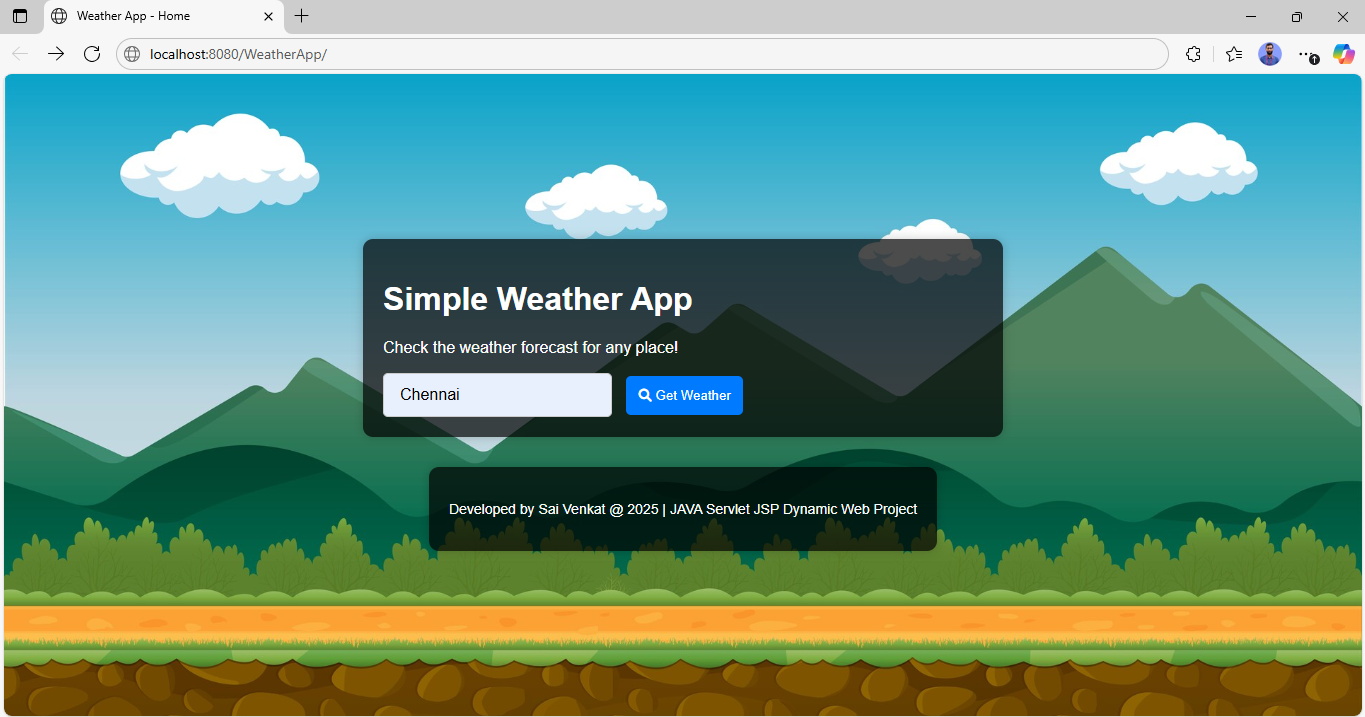 Weather App - Home
localhost:8080/WeatherApp/
Simple Weather App
Check the weather forecast for any place!
Chennai
Get Weather
Developed by Sai Venkat @ 2025 | JAVA Servlet JSP Dynamic Web Project